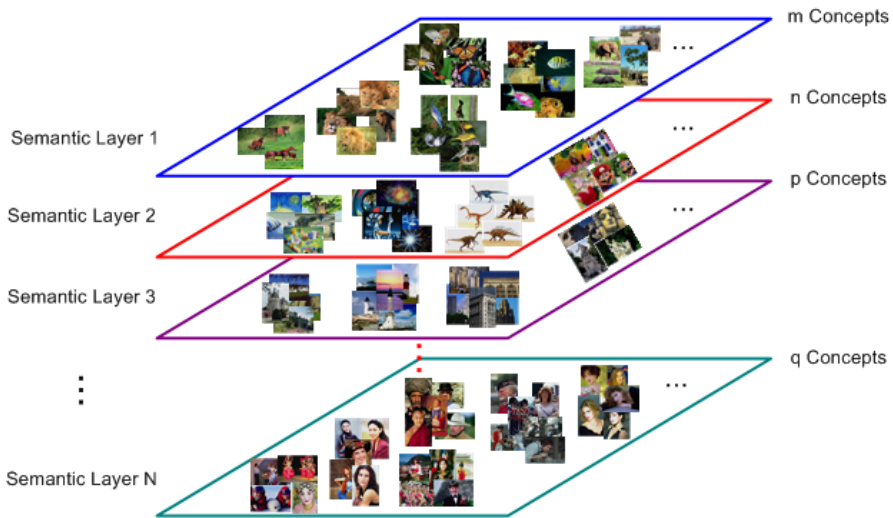 m Concepts
n Concepts
Semantic Layer 1
p Concepts
Semantic Layer 2
Semantic Layer 3
q Concepts
Semantic Layer N